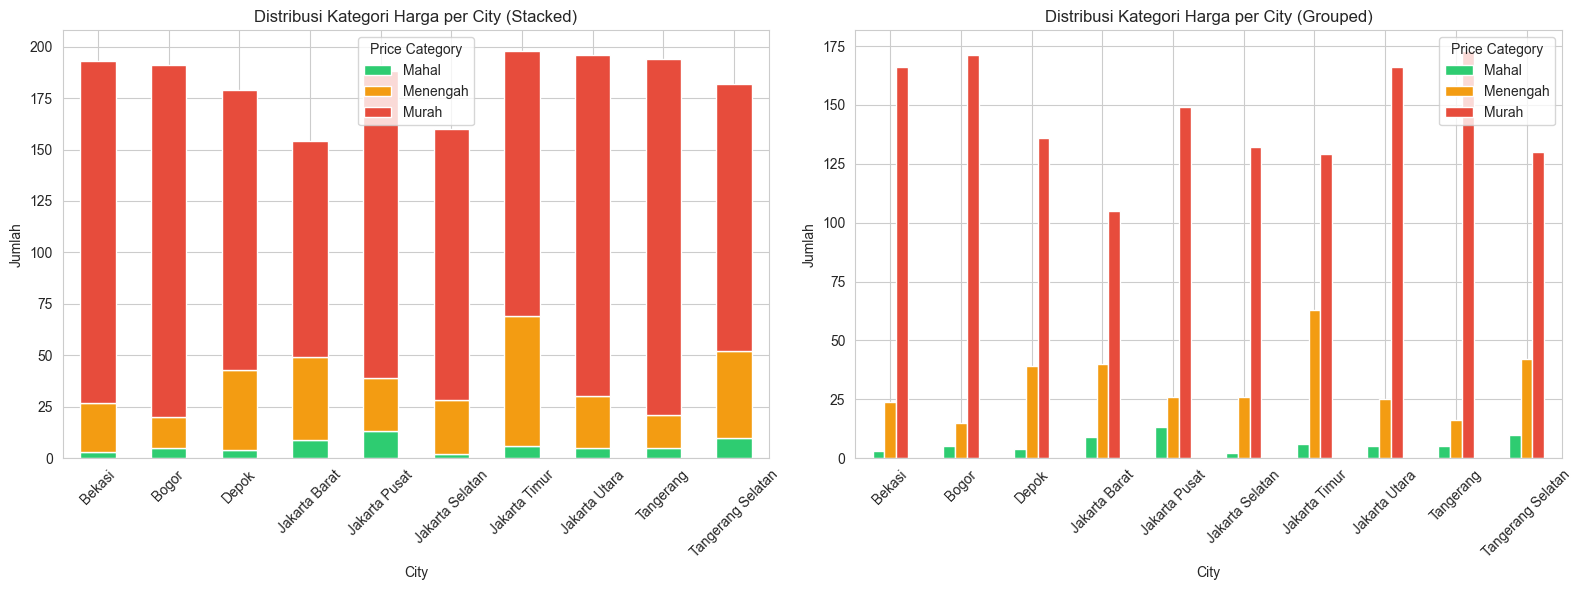 Distribusi Kategori Harga per City (Stacked)
200
175
150
125
100
75
50
25
0
Jumlah
Price Category
Mahal
Menengah
Murah
Bekasi
Bogor
Depok
Jakarta Barat
Jakarta Pusat
Jakarta Selatan
Jakarta Timur
Jakarta Utara
Tangerang
Tangerang Selatan
City
Distribusi Kategori Harga per City (Grouped)
175
150
125
100
75
50
25
0
Jumlah
Price Category
Mahal
Menengah
Murah
Bekasi
Bogor
Depok
Jakarta Barat
Jakarta Pusat
Jakarta Selatan
Jakarta Timur
Jakarta Utara
Tangerang
Tangerang Selatan
City